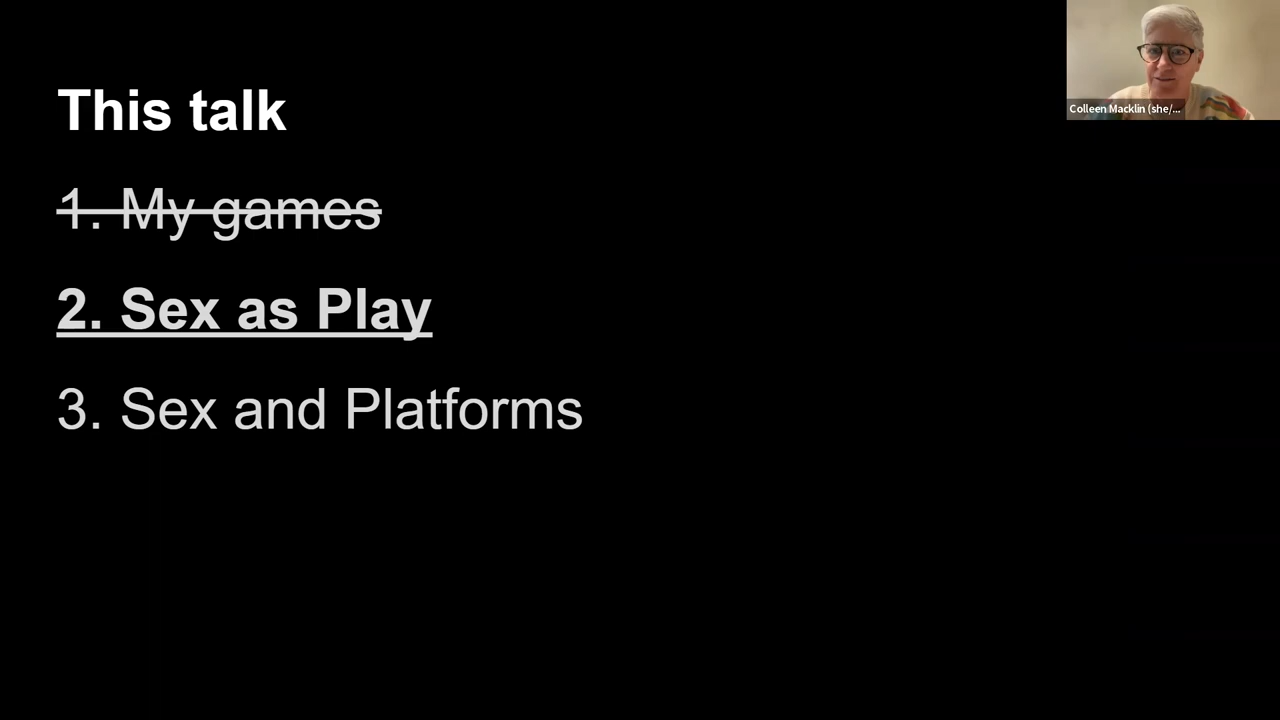 This talk
1. My games
2. Sex as Play
3. Sex and Platforms
Colleen Macklin (she/...